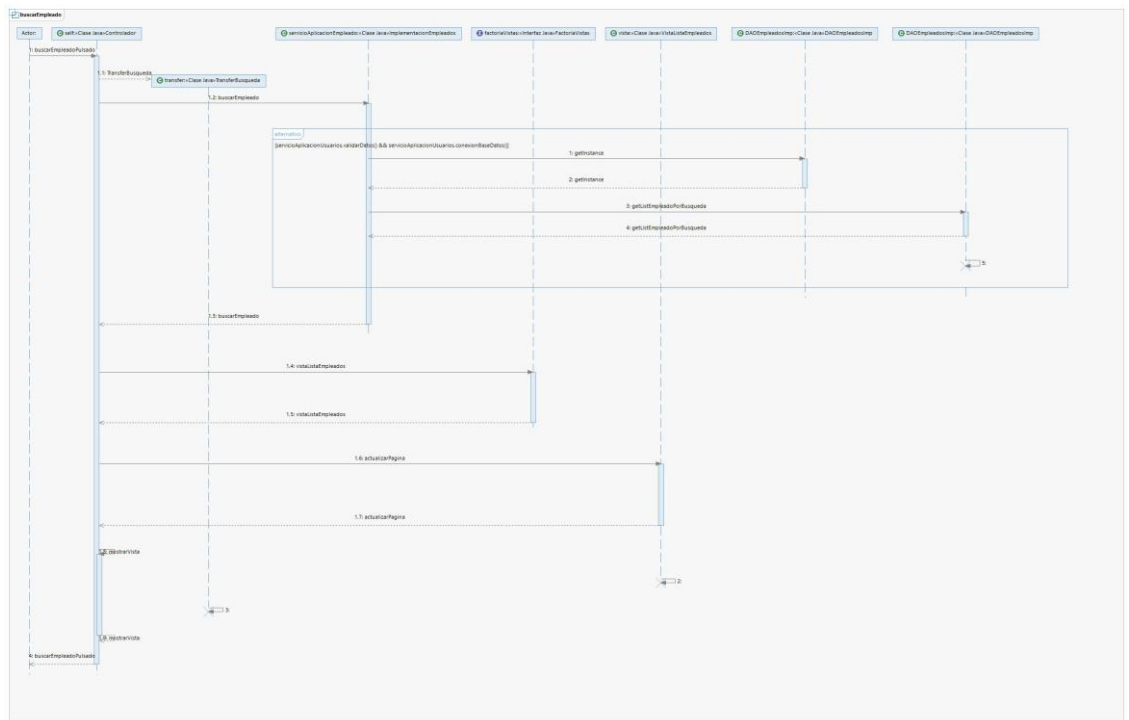 buscarEmpleado
Actor:
self:«Clase Java»Controlador
servicioAplicacionEmpleado:«Clase Java»ImplementacionEmpleados
factoriaVistas:«Interfaz Java»FactoriaVistas
vista:«Clase Java»VistaListaEmpleados
DAOEmpleadosImp:«Clase Java»DAOEmpleadosImp
DAOEmpleadosImp:«Clase Java»DAOEmpleadosImp
1: buscarEmpleadoPulsado
1.1: TransferBusqueda
transfer:«Clase Java»TransferBusqueda
1.2: buscarEmpleado
alternativo
[servicioAplicacionUsuarios.validarDatos() && servicioAplicacionUsuarios.conexionBaseDatos()]
1: getInstance
2: getInstance
3: getListEmpleadoPorBusqueda
4: getListEmpleadoPorBusqueda
5:
1.3: buscarEmpleado
1.4: vistaListaEmpleados
1.5: vistaListaEmpleados
1.6: actualizarPagina
1.7: actualizarPagina
1.8: mostrarVista
2:
3:
1.9: mostrarVista
4: buscarEmpleadoPulsado